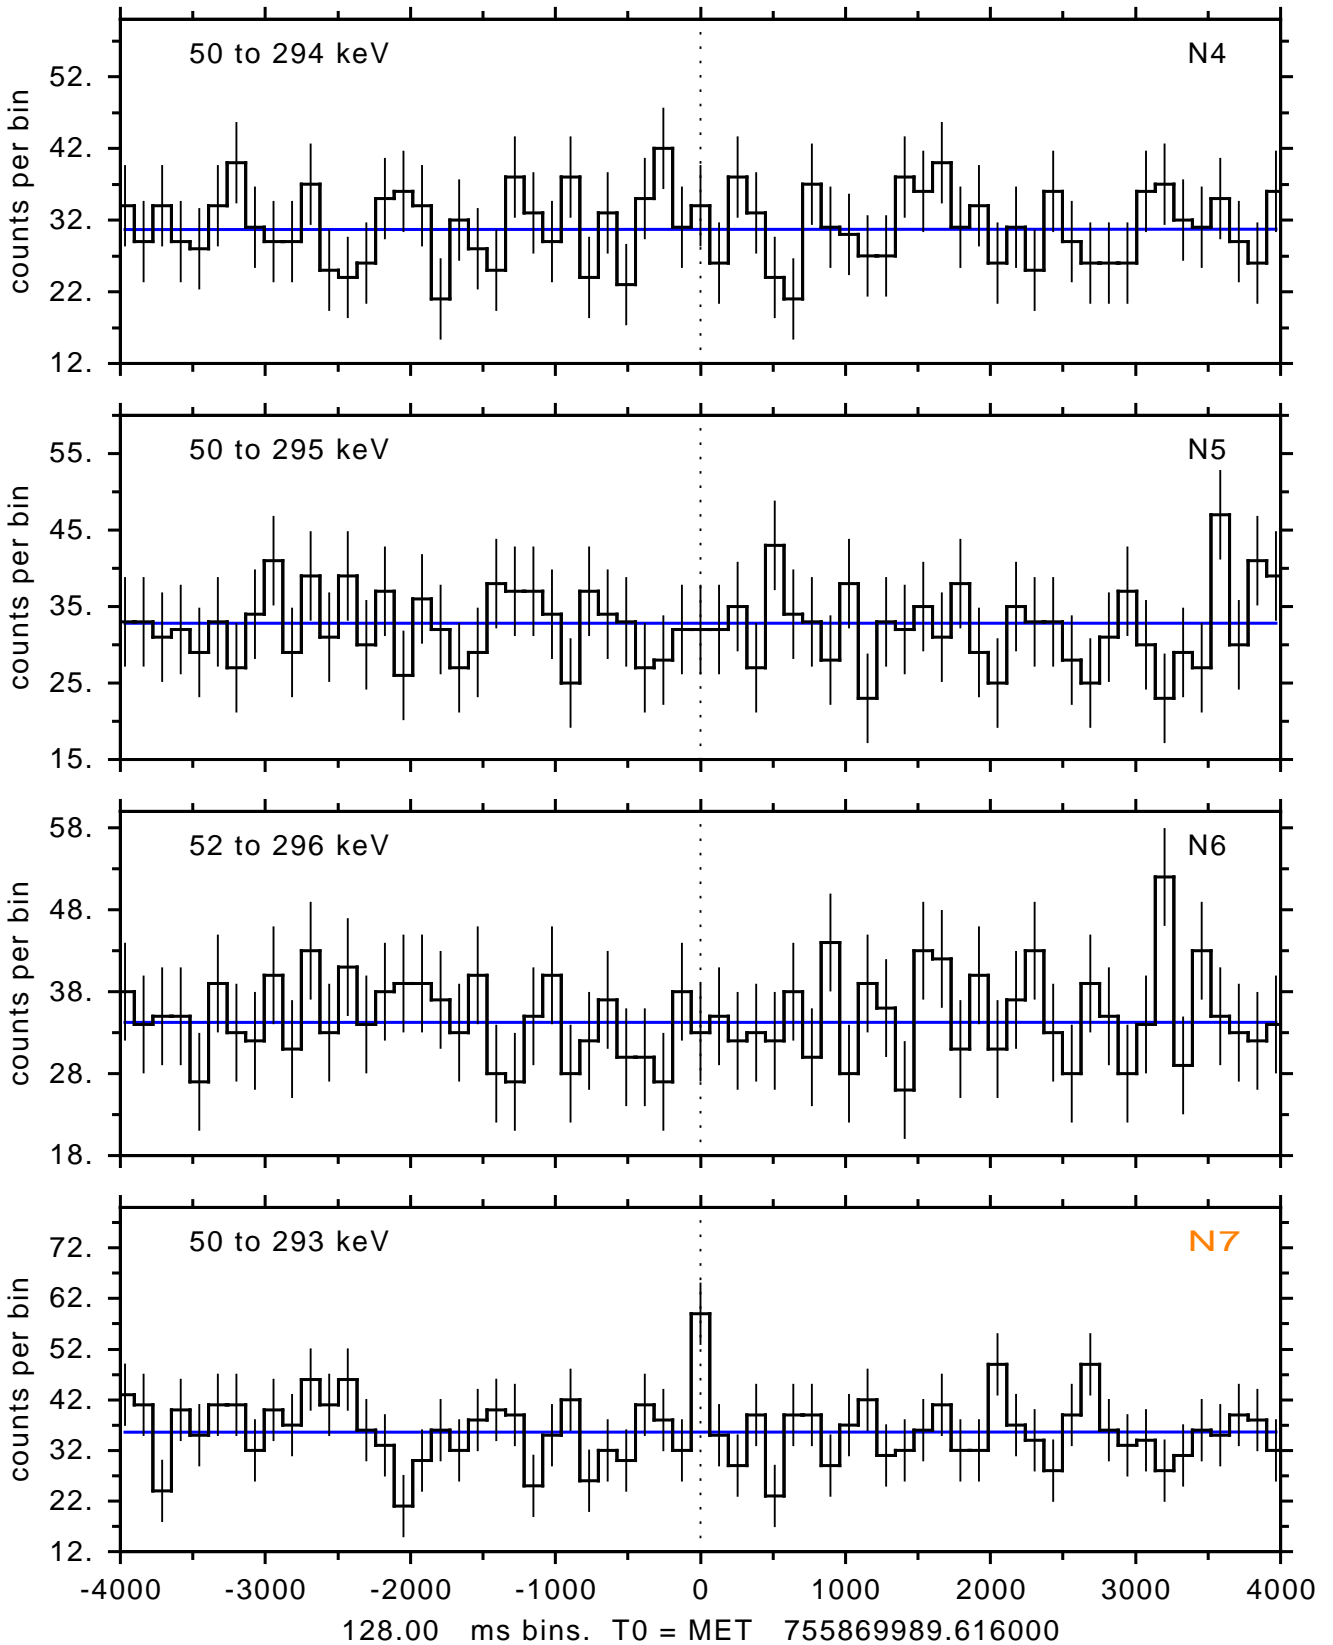 50 to 294 keV N4
52.
42.
32.
22.
12.
counts per bin
50 to 295 keV N5
55.
45.
35.
25.
15.
counts per bin
52 to 296 keV N6
58.
48.
38.
28.
18.
counts per bin
50 to 293 keV N7
72.
62.
52.
42.
32.
22.
12.
counts per bin
-4000 -3000 -2000 -1000 0 1000 2000 3000 4000
128.00 ms bins. T0 = MET 755869989.616000